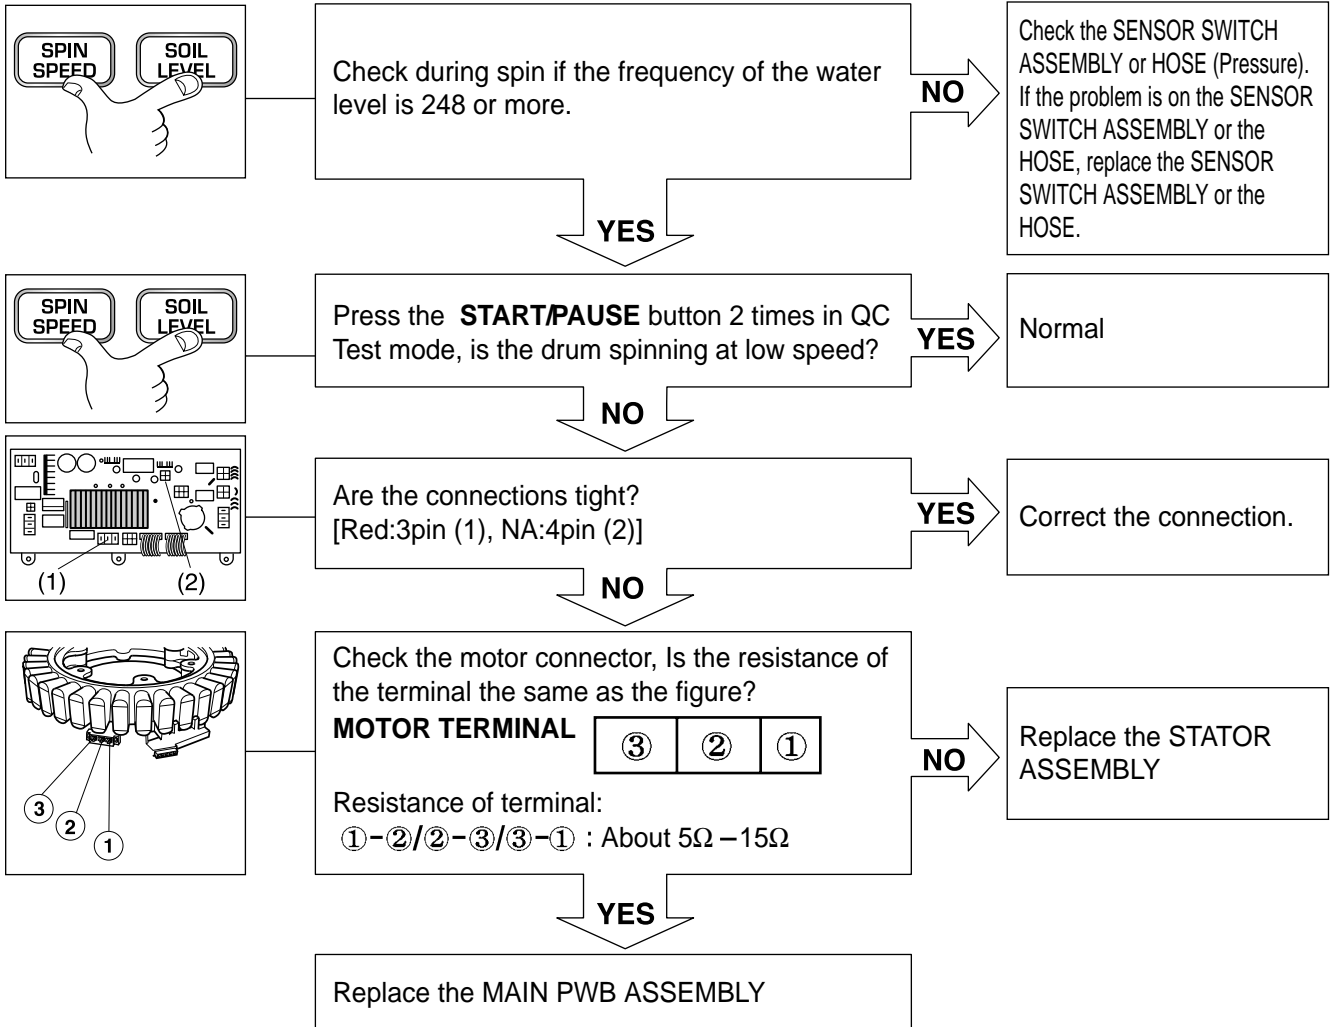 SPIN
SPEED
SOIL
LEVEL
Check during spin if the frequency of the water
level is 248 or more.
NO
Check the SENSOR SWITCH
ASSEMBLY or HOSE (Pressure).
If the problem is on the SENSOR
SWITCH ASSEMBLY or the
HOSE, replace the SENSOR
SWITCH ASSEMBLY or the
HOSE.
YES
SPIN
SPEED
SOIL
LEVEL
Press the START/PAUSE button 2 times in QC
Test mode, is the drum spinning at low speed?
YES
Normal
NO
(1)
(2)
Are the connections tight?
[Red:3pin (1), NA:4pin (2)]
YES
Correct the connection.
NO
3
2
1
Check the motor connector, Is the resistance of
the terminal the same as the figure?
MOTOR TERMINAL
③ ② ①
Resistance of terminal:
①-②/②-③/③-① : About 5Ω –15Ω
NO
Replace the STATOR
ASSEMBLY
YES
Replace the MAIN PWB ASSEMBLY